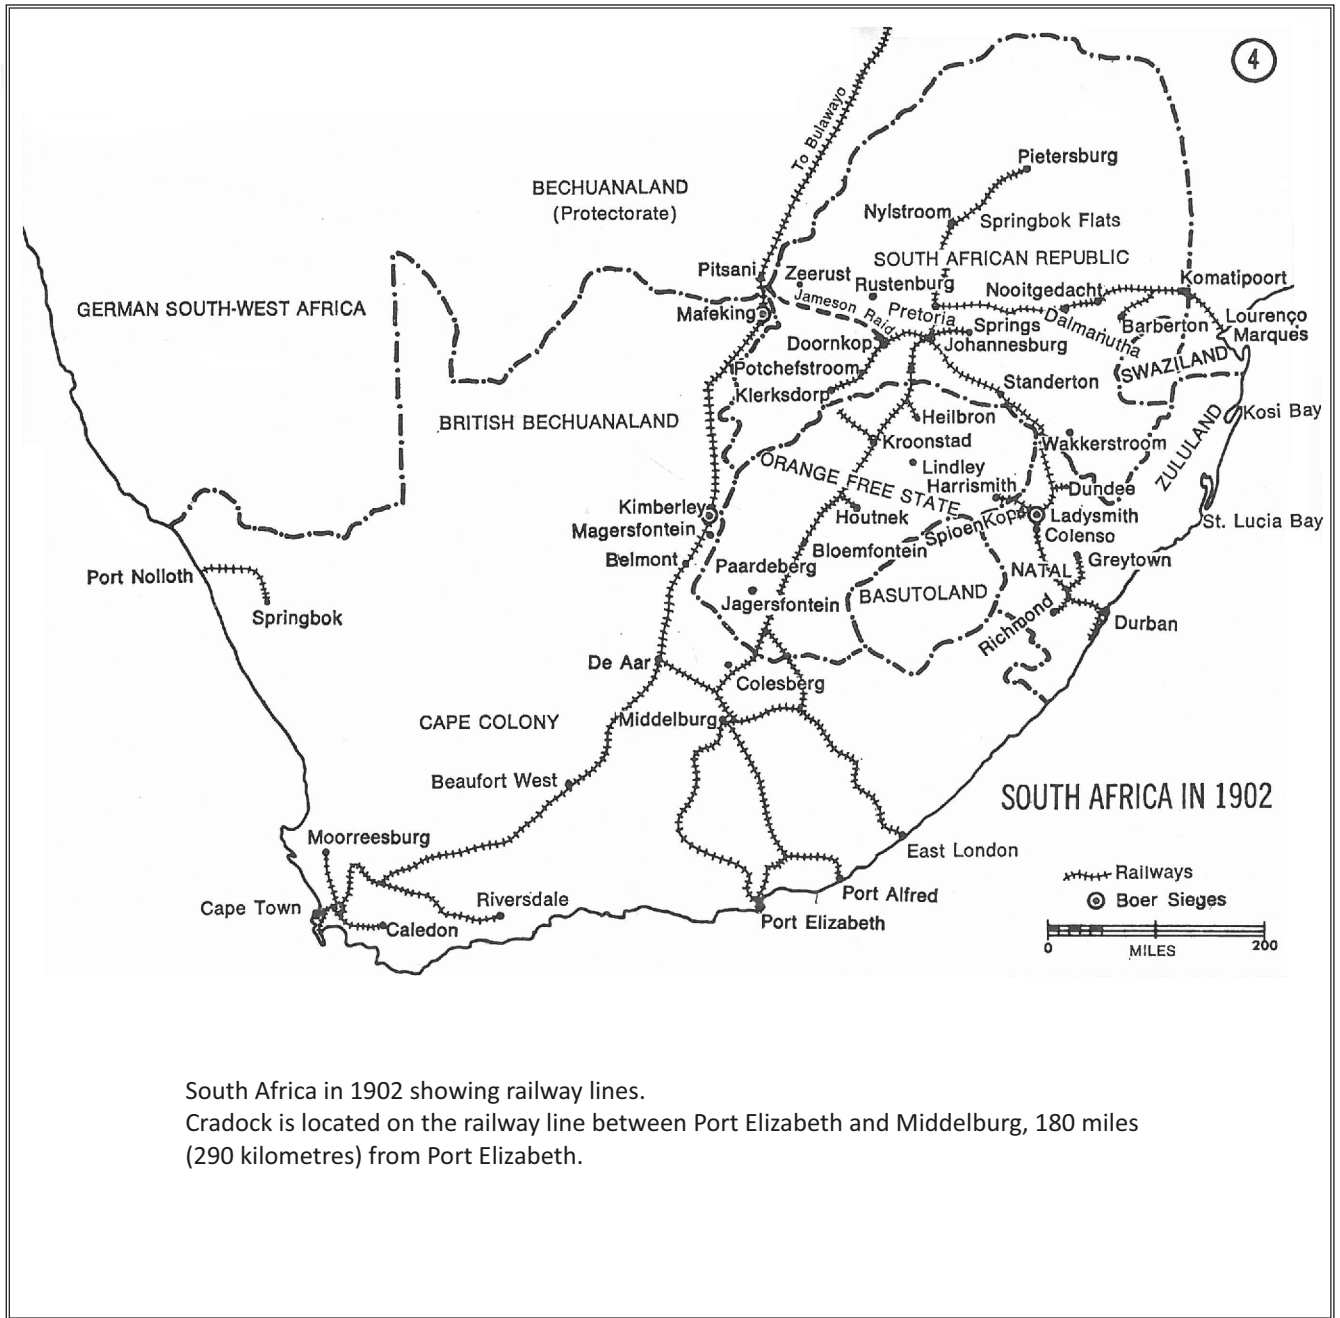 4
To Bulawayo
Pietersburg
BECHUANALAND
(Protectorate)
Nylstroom
Springbok Flats
SOUTH AFRICAN REPUBLIC
Pitsani
Zeerust
Rustenburg
Komatipoort
Nooitgedacht
GERMAN SOUTH-WEST AFRICA
Jameson Raid
Mafeking
Pretoria
Springs
Dalmanutha
Barberton
Lourenço
Marques
Doornkop
Johannesburg
Potchefstroom
SWAZILAND
Klerksdorp
Standerton
Kosi Bay
BRITISH BECHUANALAND
Heilbron
Kroonstad
Wakkerstroom
ZULULAND
ORANGE FREE STATE
Lindley
Harrismith
Dundee
Kimberley
Houtnek
SpioenKop
Ladysmith
St. Lucia Bay
Magersfontein
Colenso
Bloemfontein
Belmont
Paardeberg
NATAL
Greytown
Port Nolloth
BASUTOLAND
Jagersfontein
Springbok
Richmond
Durban
De Aar
Colesberg
CAPE COLONY
Middelburg
Beaufort West
SOUTH AFRICA IN 1902
Moorreesburg
East London
Railways
Port Alfred
Riversdale
Boer Sieges
Cape Town
Port Elizabeth
Caledon
0
MILES
200
South Africa in 1902 showing railway lines.
Cradock is located on the railway line between Port Elizabeth and Middelburg, 180 miles
(290 kilometres) from Port Elizabeth.